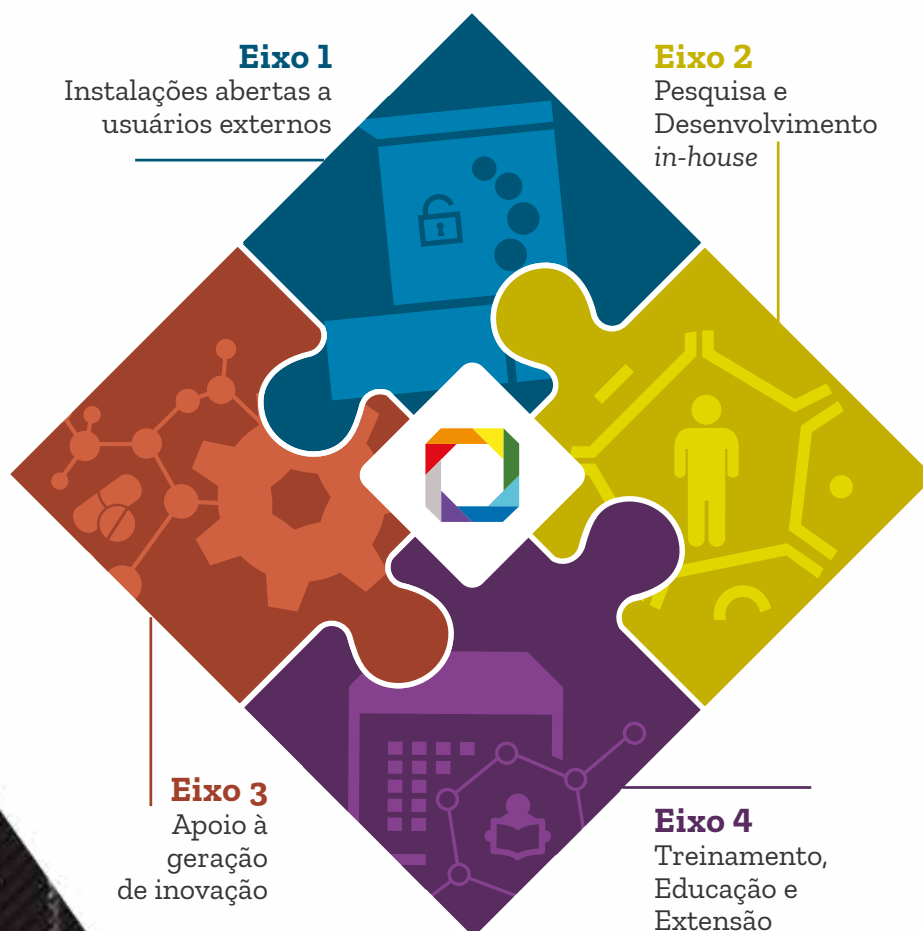 Eixo 1
Instalações abertas a
usuários externos
Eixo 2
Pesquisa e
Desenvolvimento
in-house
Eixo 3
Apoio à
geração
de inovação
Eixo 4
Treinamento,
Educação e
Extensão